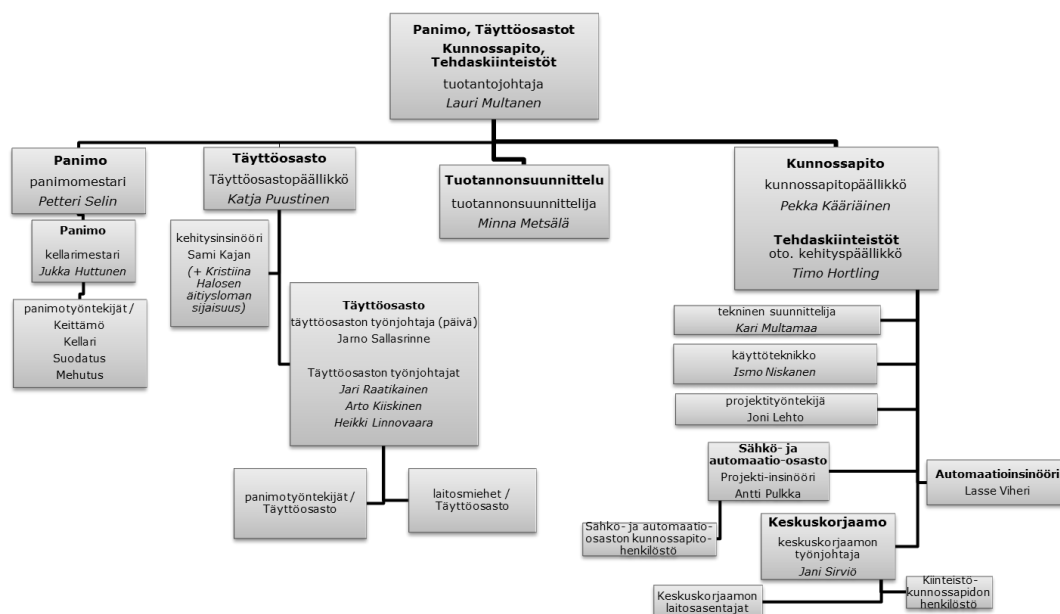 Panimo, Täyttöosastot
Kunnossapito,
Tehdaskiinteistöt
tuotantojohtaja
Lauri Multanen
Panimo
panimomestari
Petteri Selin
Panimo
kellarimestari
Jukka Huttunen
panimotyöntekijät /
Keittämö
Kellari
Suodatus
Mehutus
Täyttöosasto
Täyttöosastopäällikkö
Katja Puustinen
kehitysinsinööri
Sami Kajan
(+ Kristiina
Halosen
äitiysloman
sijaisuus)
Täyttöosasto
täyttöosaston työnjohtaja (päivä)
Jarno Sallasrinne
Täyttöosaston työnjohtajat
Jari Raatikainen
Arto Kiiskinen
Heikki Linnovaara
panimotyöntekijät /
Täyttöosasto
laitosmiehet /
Täyttöosasto
Tuotannonsuunnittelu
tuotannonsuunnittelija
Minna Metsälä
Kunnossapito
kunnossapitopäällikkö
Pekka Kääriäinen
Tehdaskiinteistöt
oto. kehityspäällikkö
Timo Hortling
tekninen suunnittelija
Kari Multamaa
käyttöteknikko
Ismo Niskanen
projektityöntekijä
Joni Lehto
Sähkö- ja
automaatio-osasto
Projekti-insinööri
Antti Pulkka
Sähkö- ja automaatio-
osaston kunnossapito-
henkilöstö
Automaatioinsinööri
Lasse Viheri
Keskuskorjaamo
keskuskorjaamon
työnjohtaja
Jani Sirviö
Keskuskorjaamon
laitosasentajat
Kiinteistö-
kunnossapidon
henkilöstö